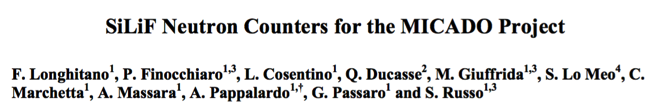 SiLiF Neutron Counters for the MICADO Project
F. Longhitano¹, P. Finocchiaro¹,³, L. Cosentino¹, Q. Ducasse², M. Giuffrida¹,³, S. Lo Meo⁴, C.
Marchetta¹, A. Massara¹, A. Pappalardo¹,†, G. Passaro¹ and S. Russo¹,³